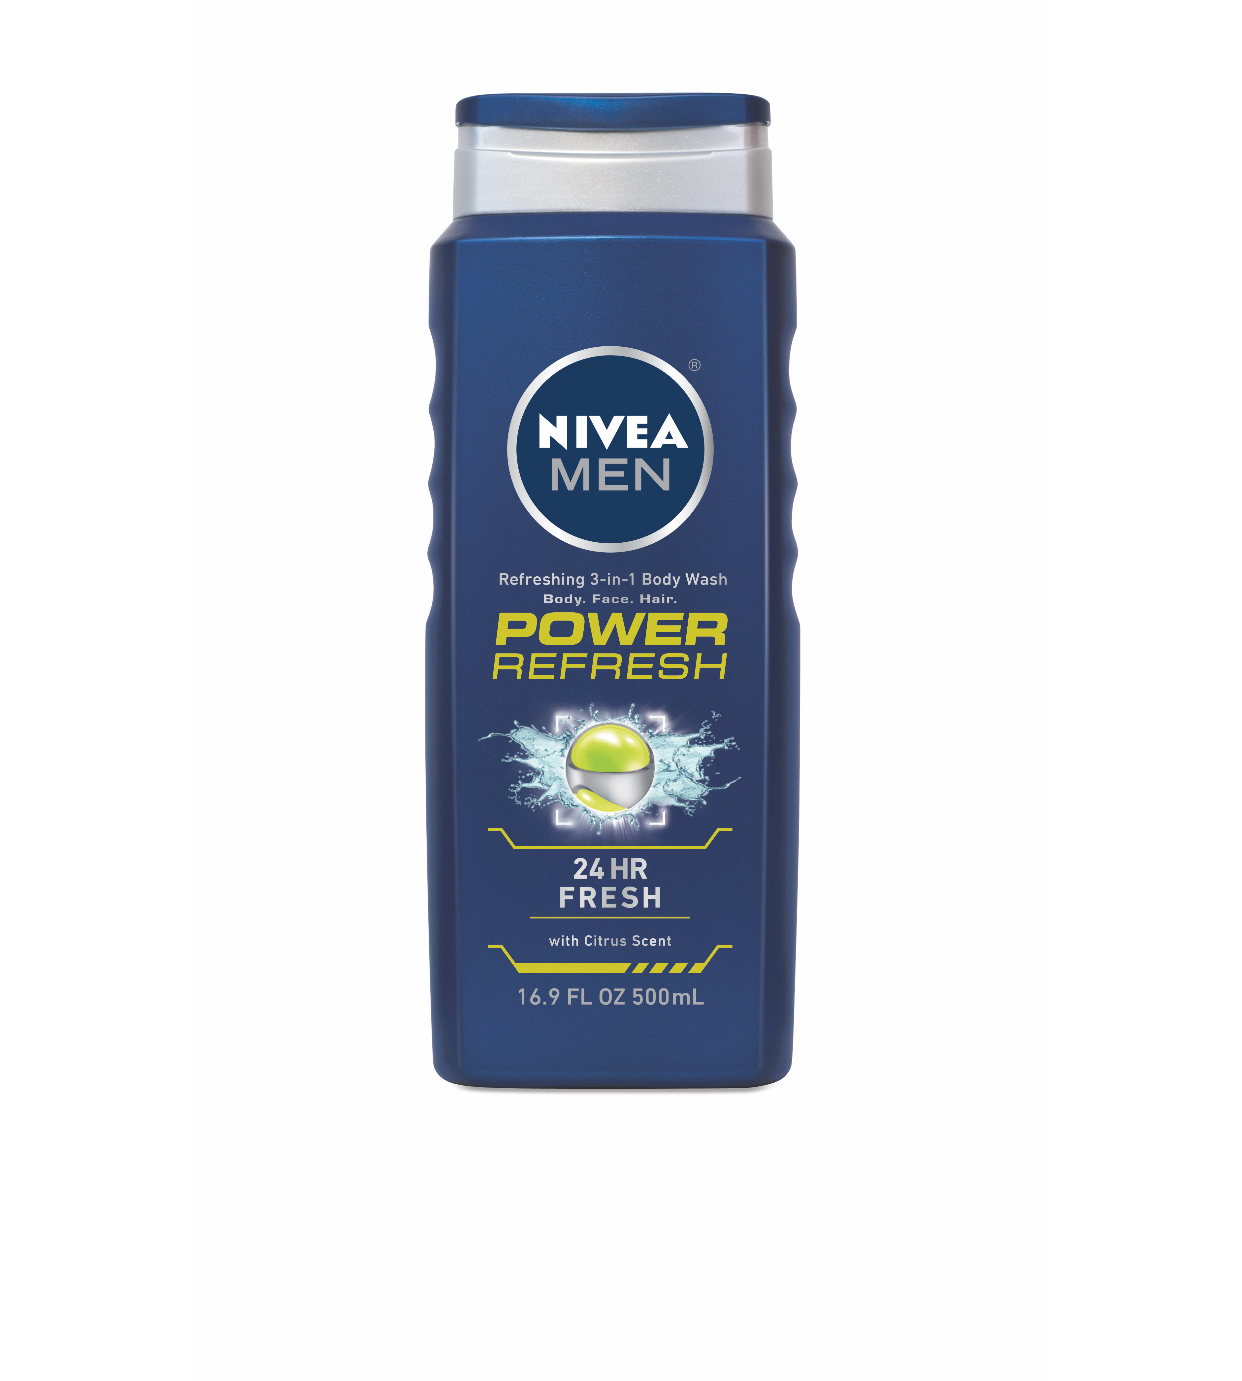 ®
NIVEA
MEN
Refreshing 3-in-1 Body Wash
Body. Face. Hair.
POWER
REFRESH
24 HR
FRESH
with Citrus Scent
16.9 FL OZ 500mL